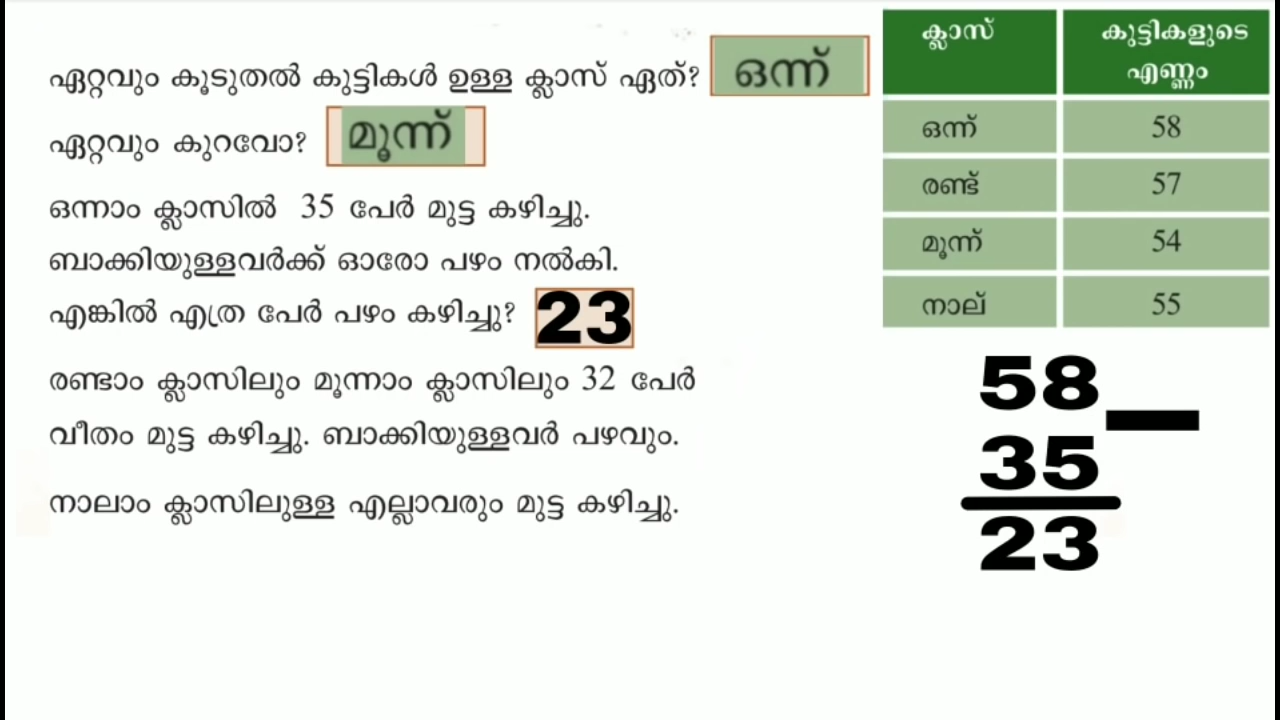 ഏറ്റവും കൂടുതൽ കുട്ടികൾ ഉള്ള ക്ലാസ് ഏത്? ഒന്ന്
ഏറ്റവും കുറവോ? മൂന്ന്
ഒന്നാം ക്ലാസിൽ 35 പേർ മുട്ട കഴിച്ചു.
ബാക്കിയുള്ളവർക്ക് ഓരോ പഴം നൽകി.
എങ്കിൽ എത്ര പേർ പഴം കഴിച്ചു? 23
രണ്ടാം ക്ലാസിലും മൂന്നാം ക്ലാസിലും 32 പേർ
വീതം മുട്ട കഴിച്ചു. ബാക്കിയുള്ളവർ പഴവും.
നാലാം ക്ലാസിലുള്ള എല്ലാവരും മുട്ട കഴിച്ചു.
ക്ലാസ് കുട്ടികളുടെ
എണ്ണം
ഒന്ന് 58
രണ്ട് 57
മൂന്ന് 54
നാല് 55
58 -
35
23